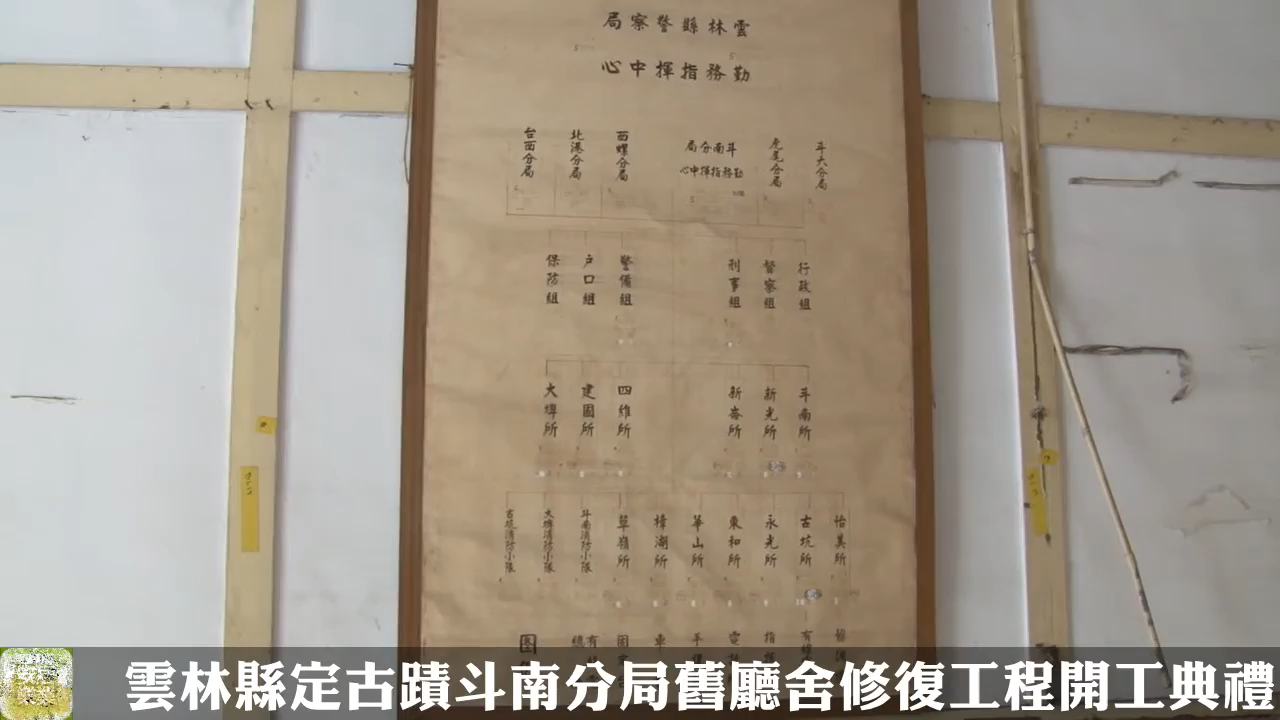 雲林縣警察局
勤務指揮中心
斗六分局
虎尾分局
斗南分局
勤務指揮中心
西螺分局
北港分局
台西分局
行政組
督察組
刑事組
警備組
戶口組
保防組
斗南所
新光所
新崙所
四維所
建國所
大埤所
怡美所
古坑所
永光所
東和所
華山所
樟湖所
草嶺所
斗南消防小隊
大埤消防小隊
古坑消防小隊
雲林縣定古蹟斗南分局舊廳舍修復工程開工典禮